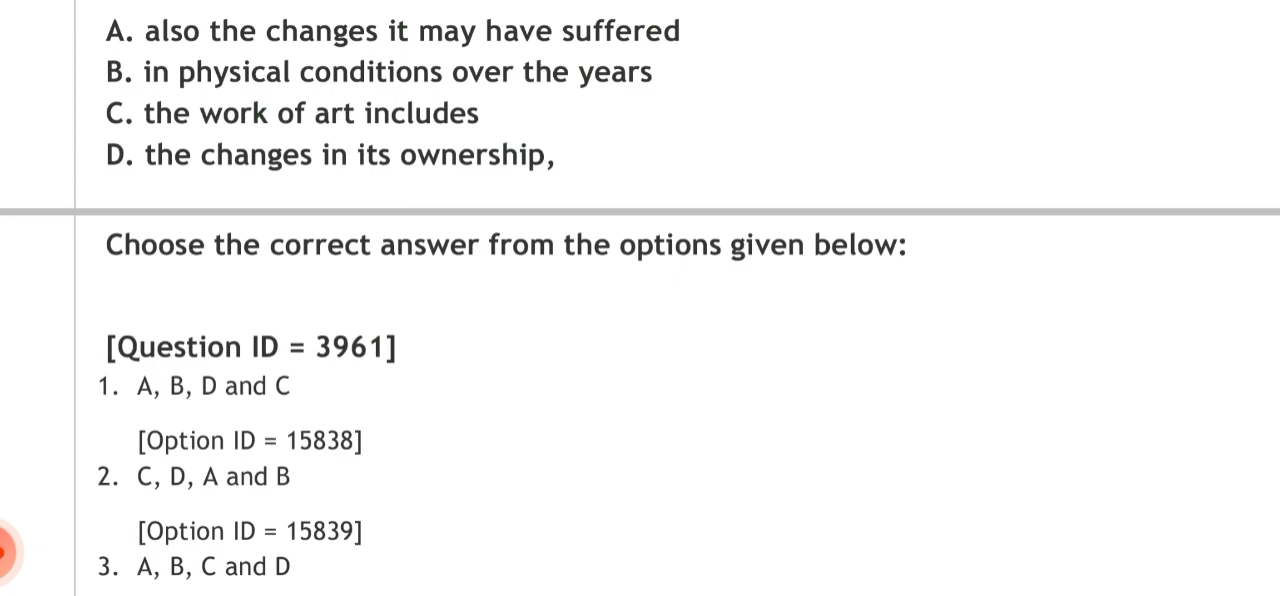 A. also the changes it may have suffered
B. in physical conditions over the years
C. the work of art includes
D. the changes in its ownership,
Choose the correct answer from the options given below:
[Question ID = 3961]
1. A, B, D and C
[Option ID = 15838]
2. C, D, A and B
[Option ID = 15839]
3. A, B, C and D